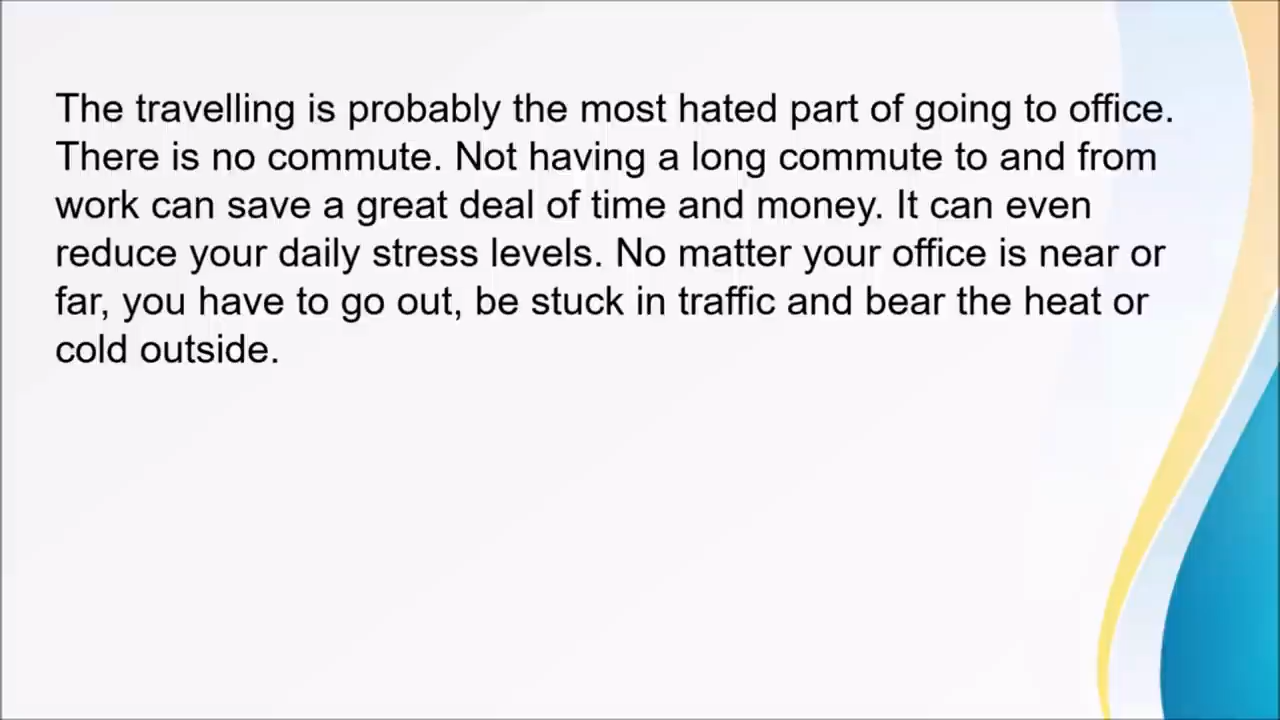 The travelling is probably the most hated part of going to office.
There is no commute. Not having a long commute to and from
work can save a great deal of time and money. It can even
reduce your daily stress levels. No matter your office is near or
far, you have to go out, be stuck in traffic and bear the heat or
cold outside.